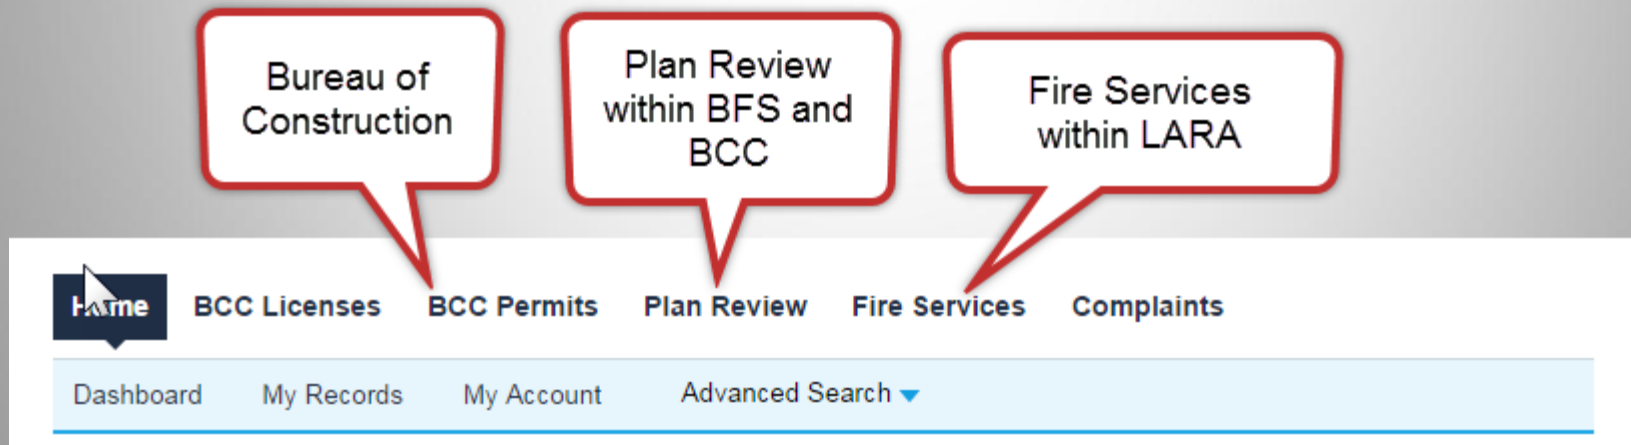 Bureau of
Construction
Plan Review
within BFS and
BCC
Fire Services
within LARA
Home BCC Licenses BCC Permits Plan Review Fire Services Complaints
Dashboard My Records My Account Advanced Search